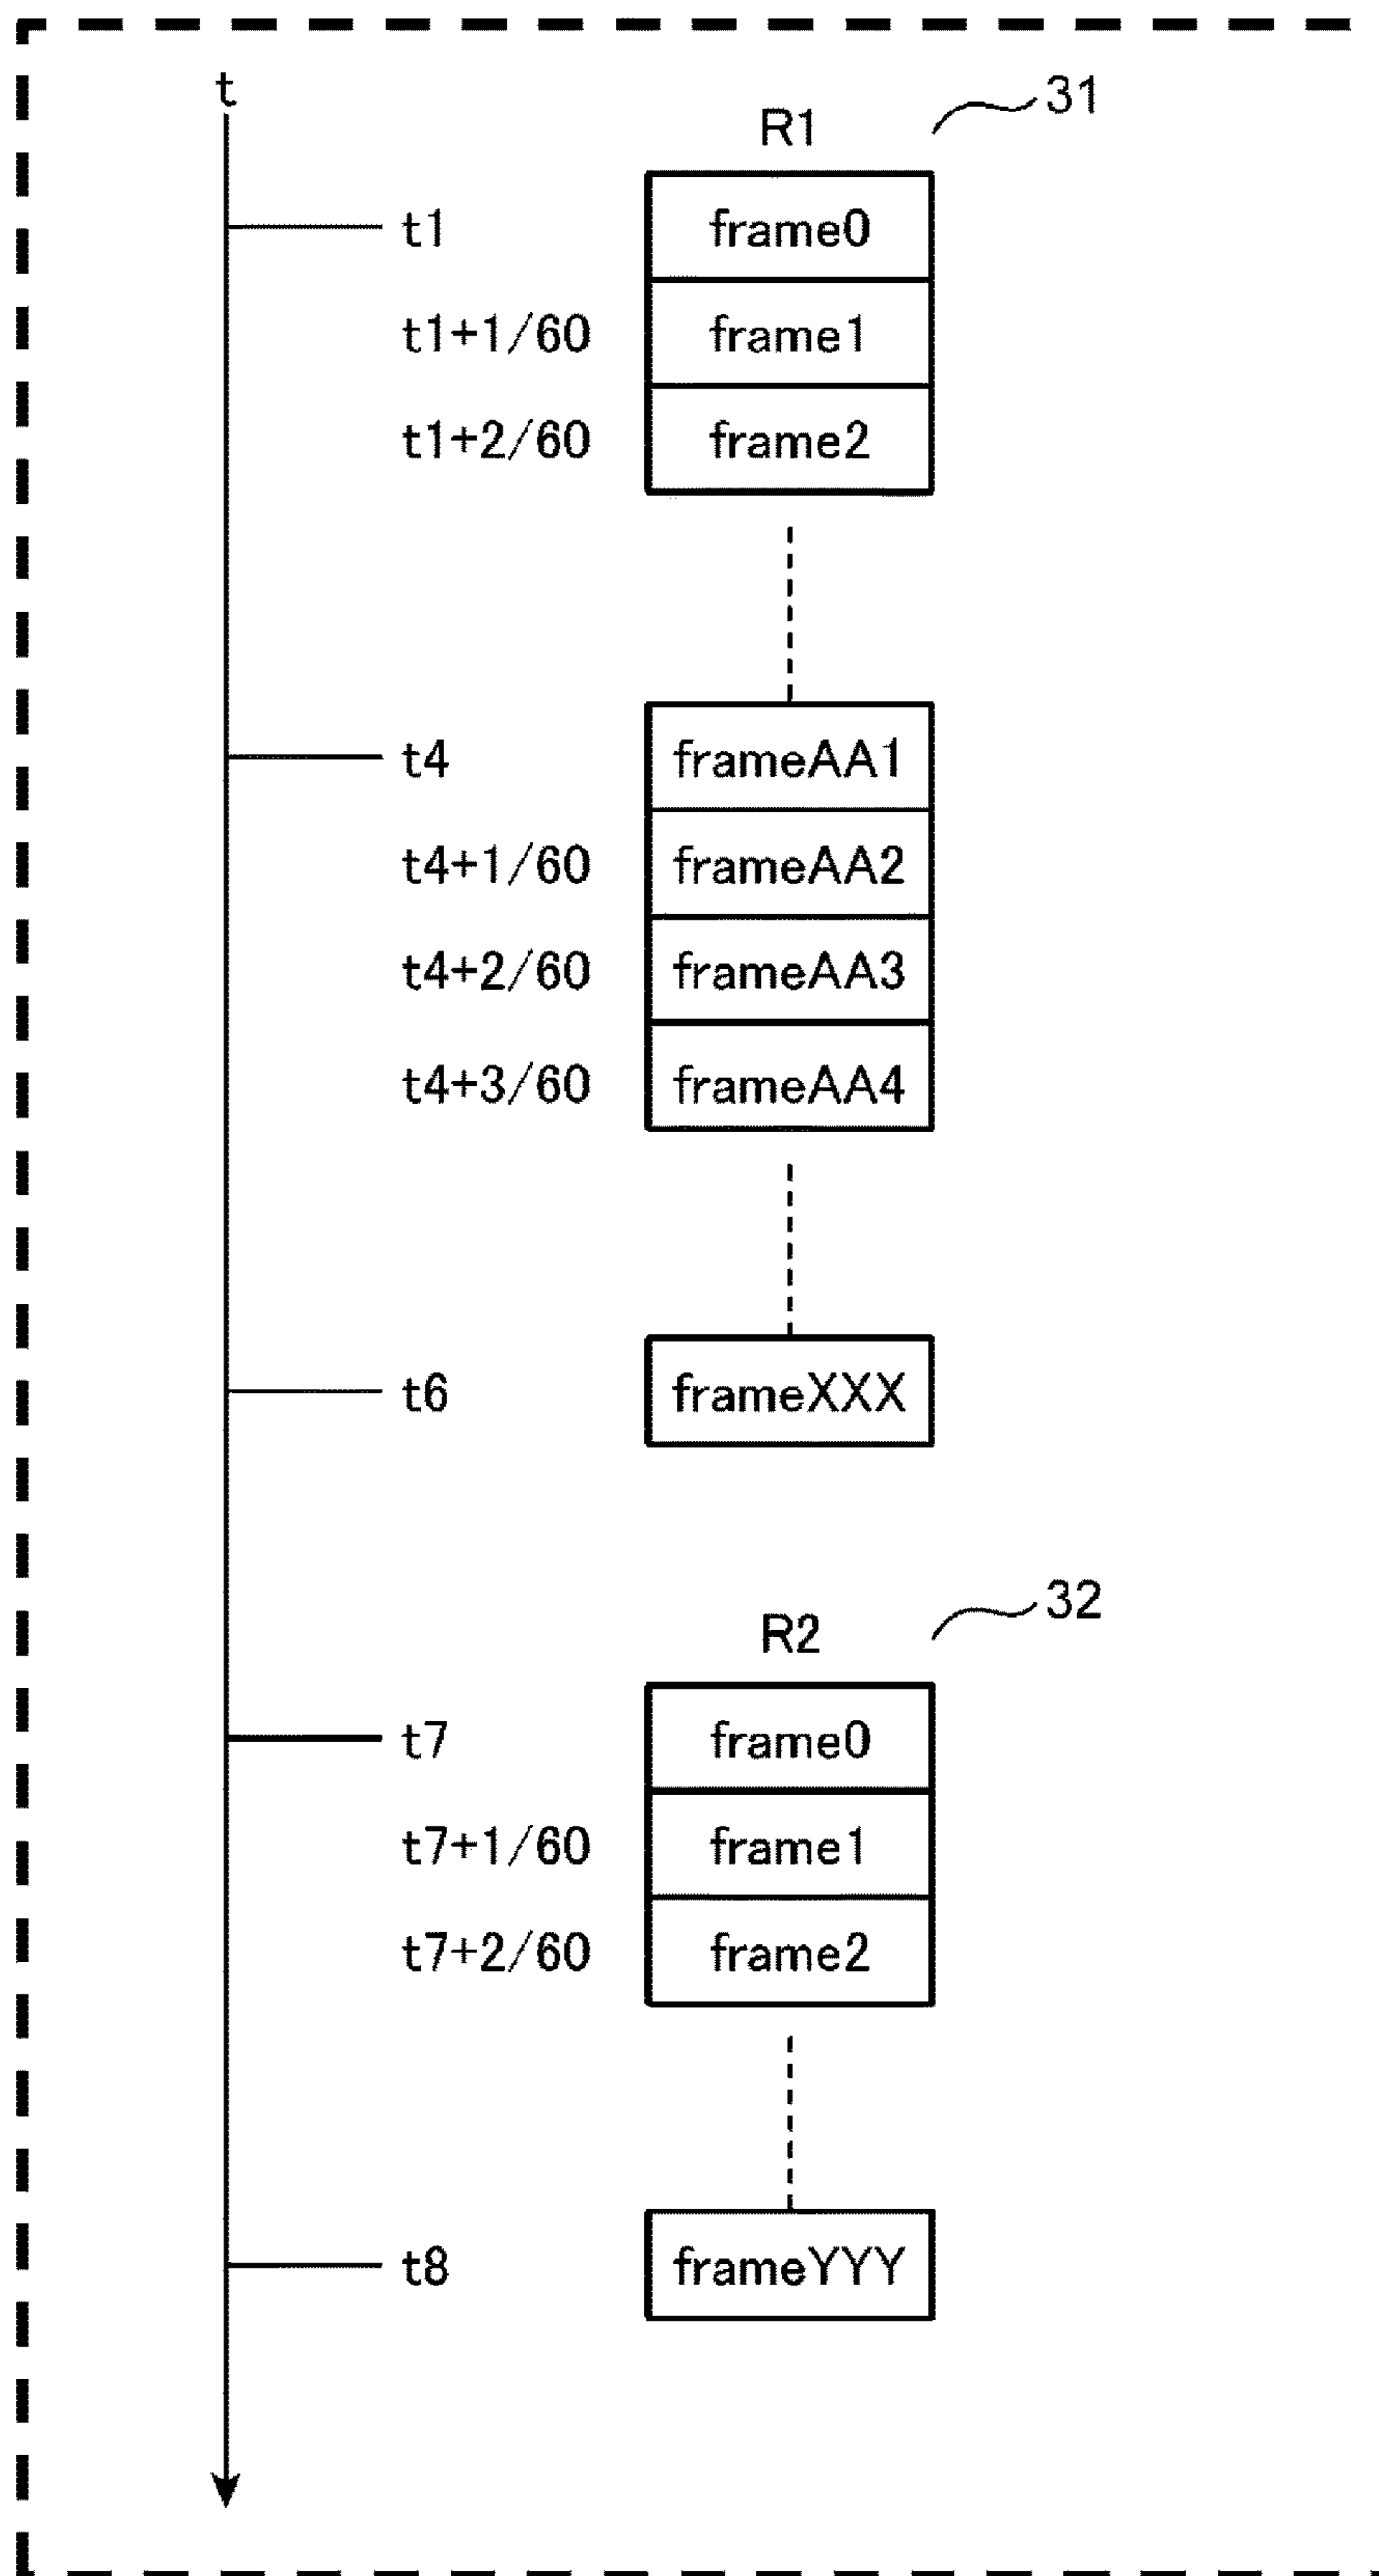 t
R1 31
t1 frame0
t1+1/60 frame1
t1+2/60 frame2
t4 frameAA1
t4+1/60 frameAA2
t4+2/60 frameAA3
t4+3/60 frameAA4
t6 frameXXX
R2 32
t7 frame0
t7+1/60 frame1
t7+2/60 frame2
t8 frameYYY